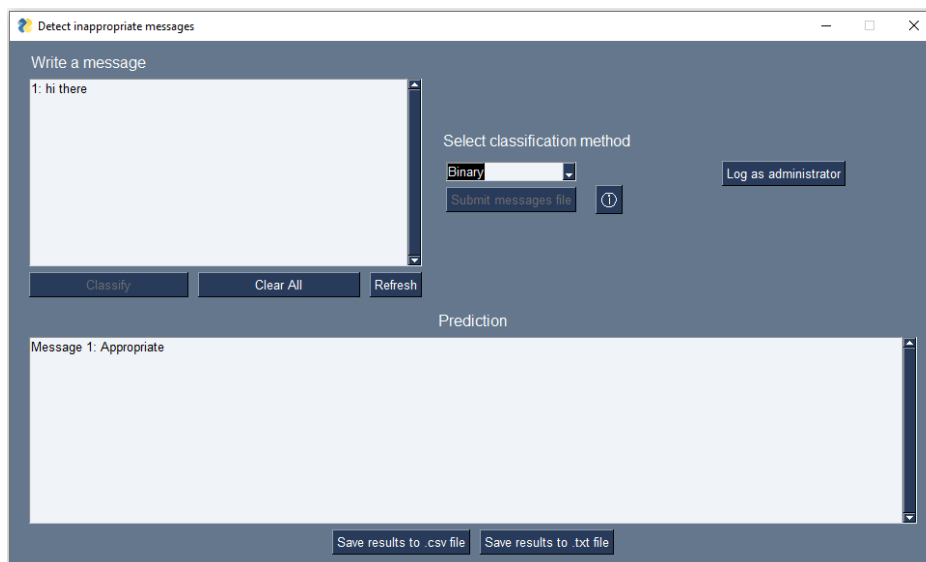 Detect inappropriate messages
Write a message
1: hi there
Select classification method
Binary
Log as administrator
Submit messages file
Classify
Clear All
Refresh
Prediction
Message 1: Appropriate
Save results to .csv file
Save results to .txt file